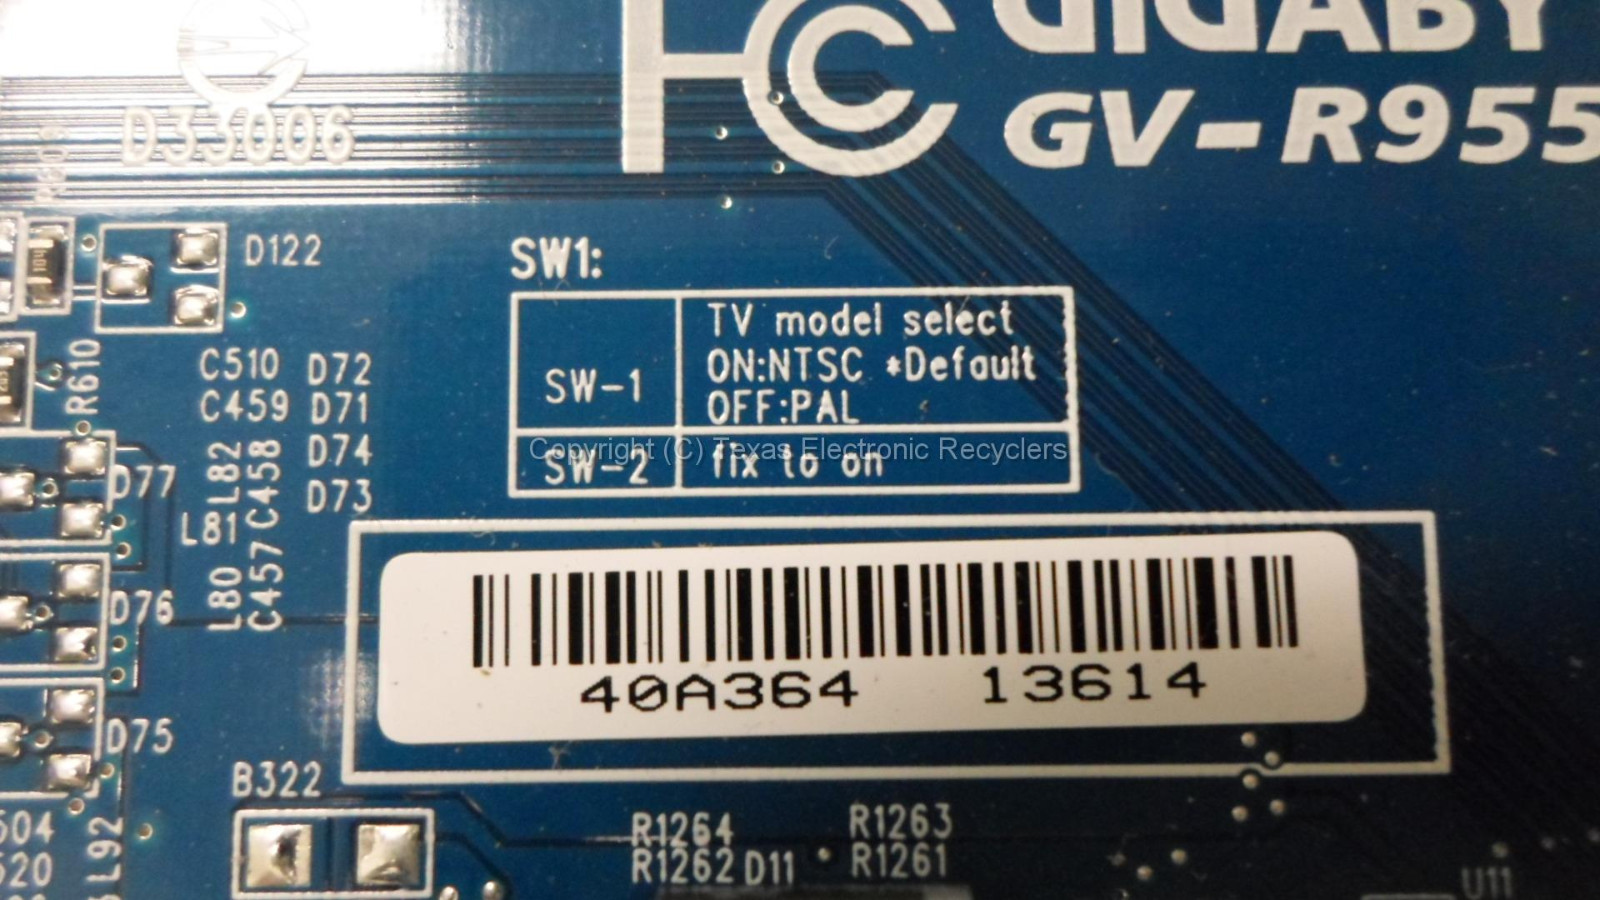 GIGABY
FC
GV-R955
D33006
SW1:
D122
TV model select
SW-1
ON:NTSC *Default
OFF:PAL
SW-2
fix to on
Copyright (C) Texas Electronic Recyclers
R610
C510 D72
C459 D71
D74
D73
L82
C458
D77
L81
L80
C457
D76
D75
40A364 13614
B322
504
L92
520
R1264
R1263
R1262 D11
R1261
U11